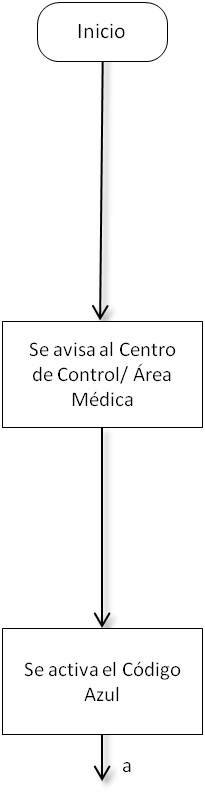 Inicio
Se avisa al Centro
de Control/ Área
Médica
Se activa el Código
Azul
a